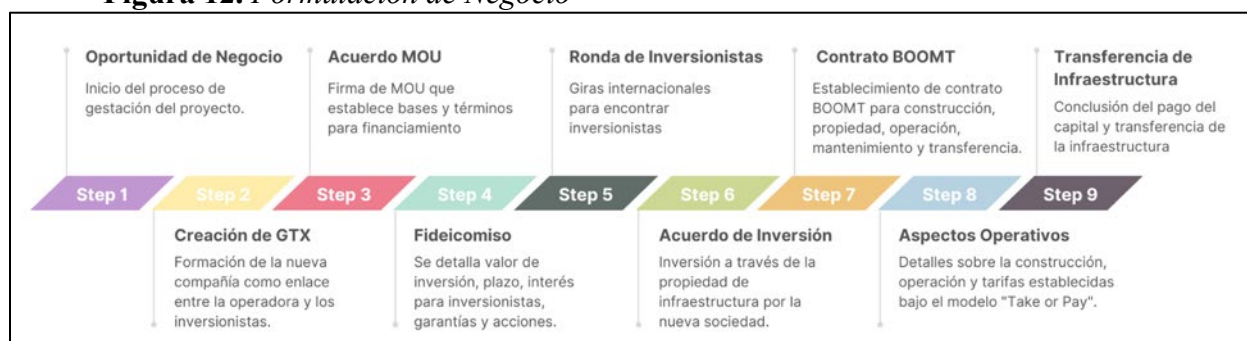 Figura 12. Formulación de Negocio
Oportunidad de Negocio
Inicio del proceso de
gestación del proyecto.
Acuerdo MOU
Firma de MOU que
establece bases y términos
para financiamiento
Ronda de Inversionistas
Giras internacionales
para encontrar
inversionistas
Contrato BOOMT
Establecimiento de contrato
BOOMT para construcción,
propiedad, operación,
mantenimiento y transferencia.
Transferencia de
Infraestructura
Conclusión del pago del
capital y transferencia de
la infraestructura
Step 1
Step 2
Step 3
Step 4
Step 5
Step 6
Step 7
Step 8
Step 9
Creación de GTX
Formación de la nueva
compañía como enlace
entre la operadora y los
inversionistas.
Fideicomiso
Se detalla valor de
inversión, plazo, interés
para inversionistas,
garantías y acciones.
Acuerdo de Inversión
Inversión a través de la
propiedad de
infraestructura por la
nueva sociedad.
Aspectos Operativos
Detalles sobre la construcción,
operación y tarifas establecidas
bajo el modelo "Take or Pay".